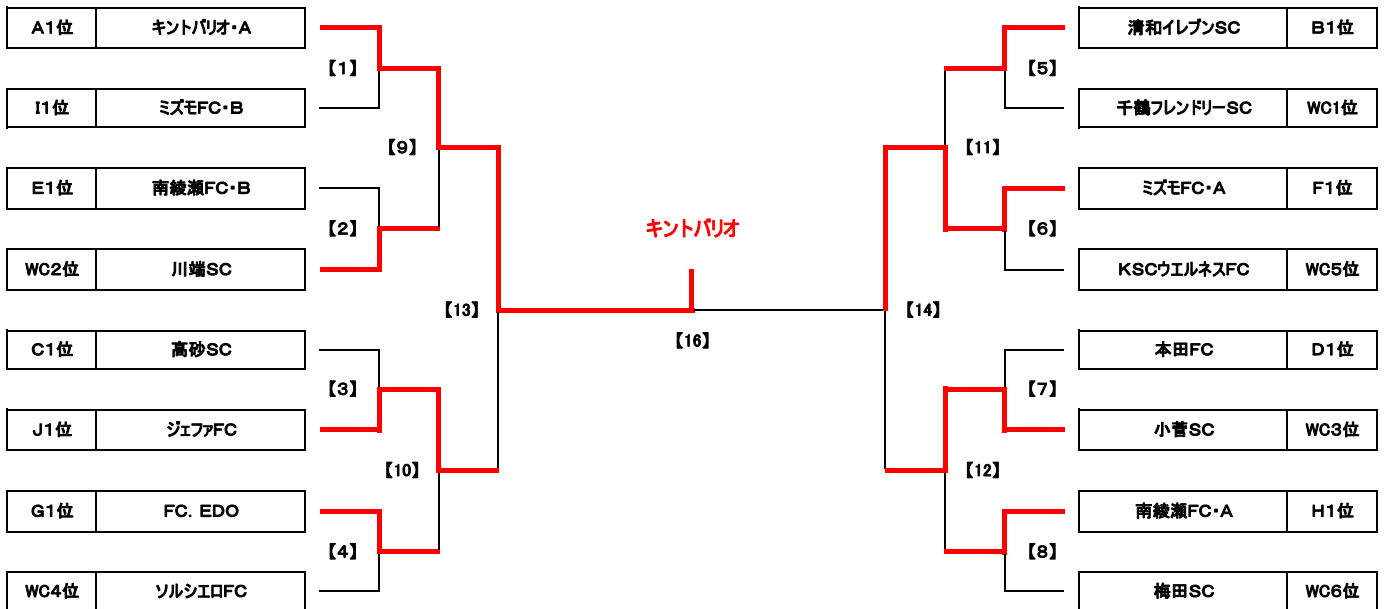 A1位 キントバリオ・A
【1】
I1位 ミズモFC・B
【9】
E1位 南綾瀬FC・B
【2】
WC2位 川端SC
【13】
C1位 高砂SC
【3】
J1位 ジェファFC
【10】
G1位 FC．EDO
【4】
WC4位 ソルシエロFC
キントバリオ
【16】
清和イレブンSC B1位
【5】
千鶴フレンドリーSC WC1位
【11】
ミズモFC・A F1位
【6】
KSCウエルネスFC WC5位
【14】
本田FC D1位
【7】
小菅SC WC3位
【12】
南綾瀬FC・A H1位
【8】
梅田SC WC6位